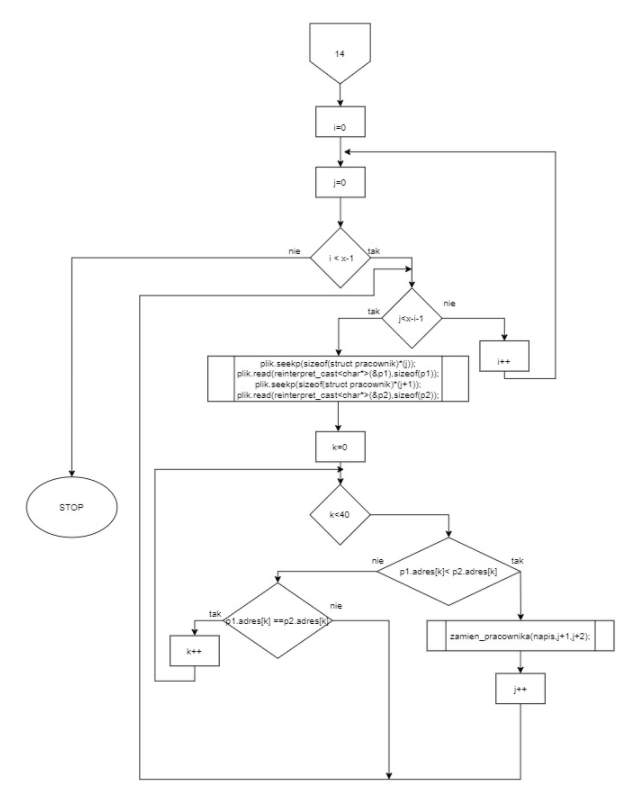 14
i=0
j=0
nie
i < x-1
tak
nie
tak
j<x-i-1
i++
plik.seekp(sizeof(struct pracownik)*(j));
plik.read(reinterpret_cast<char*>(&p1),sizeof(p1));
plik.seekp(sizeof(struct pracownik)*(j+1));
plik.read(reinterpret_cast<char*>(&p2),sizeof(p2));
k=0
STOP
k<40
nie
p1.adres[k]< p2.adres[k]
tak
tak
nie
p1.adres[k] ==p2.adres[k]
zamien_pracownika(napis,j+1,j+2);
k++
j++